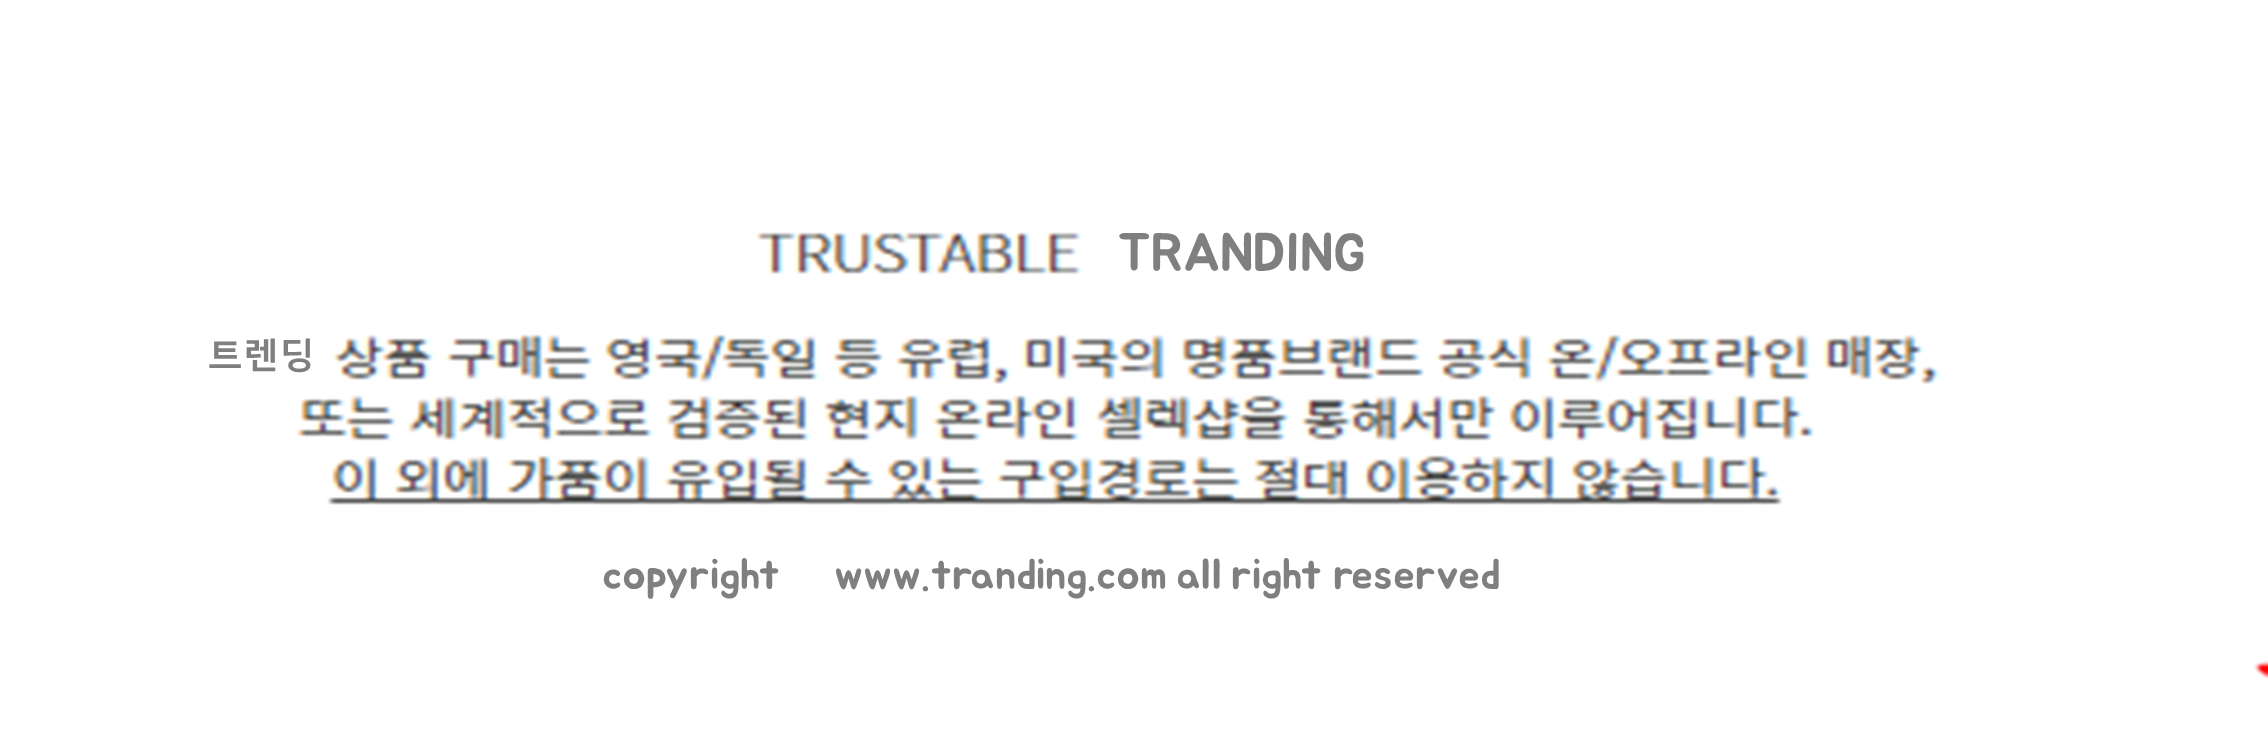 TRUSTABLE TRANDING
트렌딩 상품 구매는 영국/독일 등 유럽, 미국의 명품브랜드 공식 온/오프라인 매장,
또는 세계적으로 검증된 현지 온라인 셀렉샵을 통해서만 이루어집니다.
이 외에 가품이 유입될 수 있는 구입경로는 절대 이용하지 않습니다.
copyright www.tranding.com all right reserved